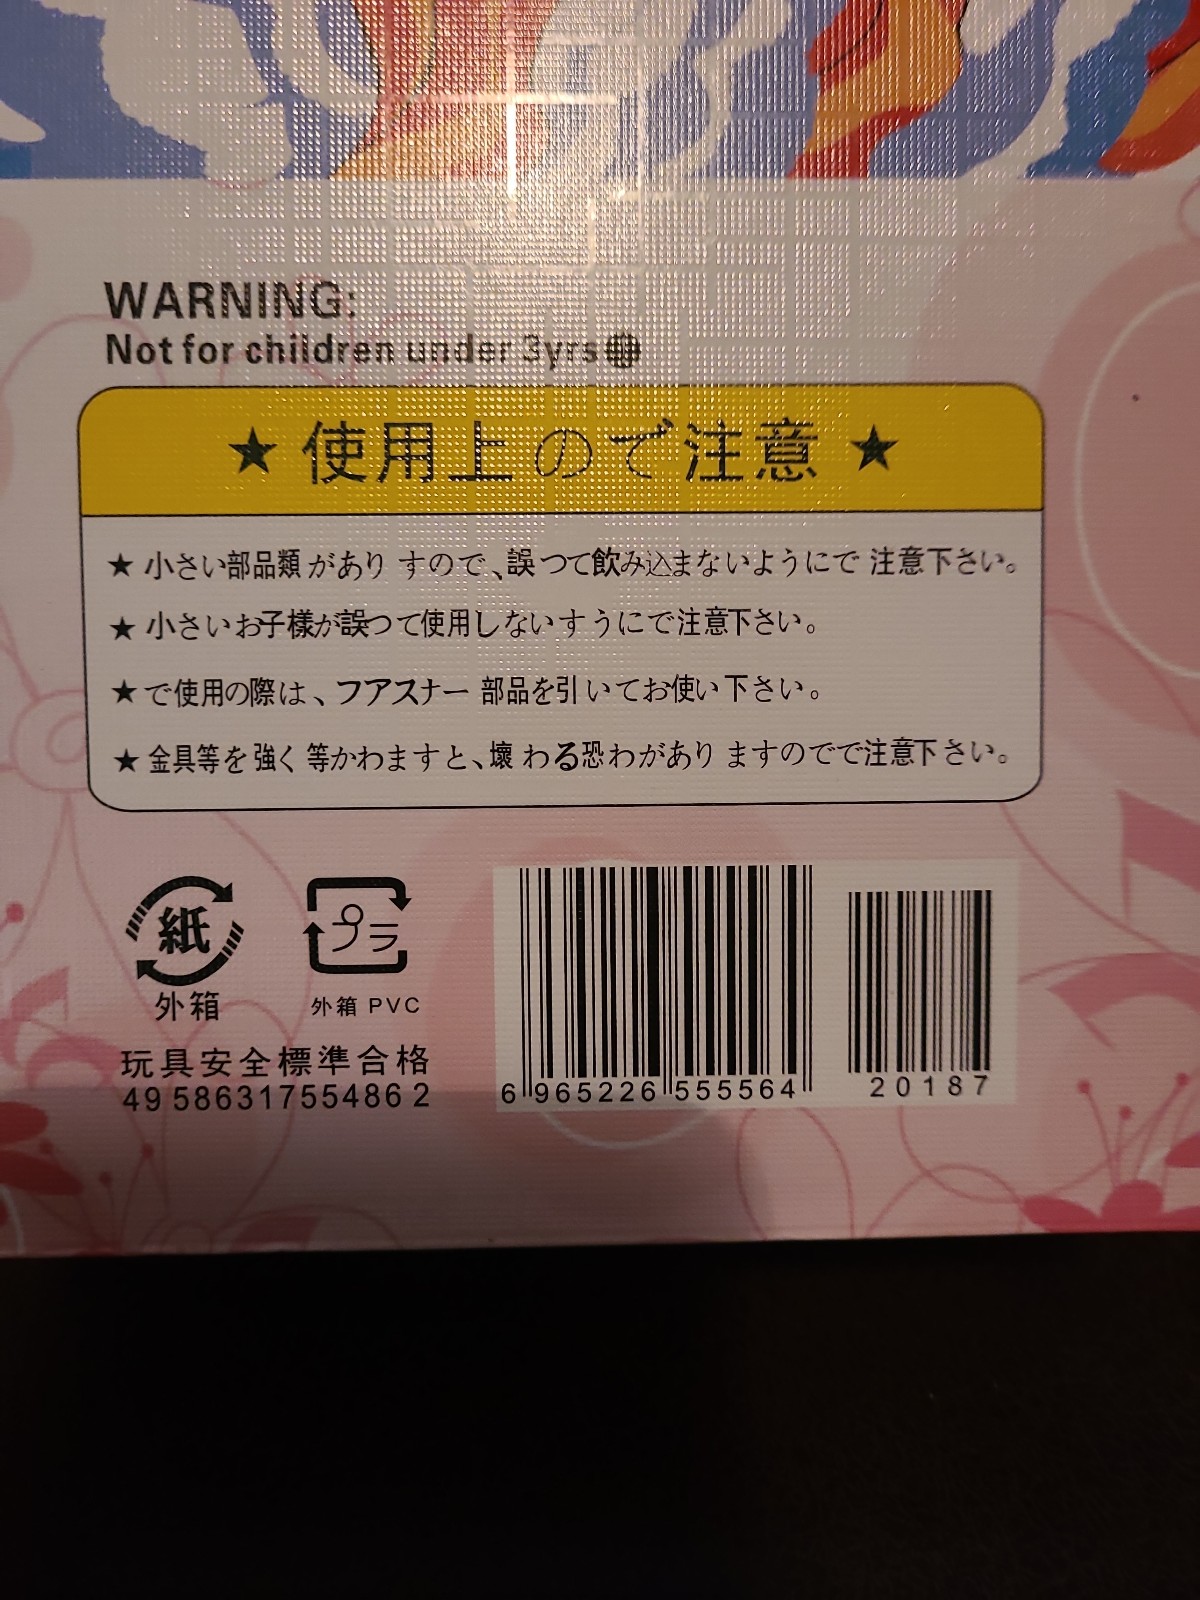 WARNING:
Not for children under 3yrs
★使用上ので注意★
★小さい部品類がありすので、誤つて飲み込まないようにで注意下さい。
★小さいお子様が誤つて使用しないすうにで注意下さい。
★で使用の際は、フアスナー部品を引いてお使い下さい。
★金具等を強く等かわますと、壊わる恐わがありますのでで注意下さい。
紙 プラ
外箱 外箱 PVC
玩具安全標準合格
49 58631755486 2
6 965226 555564 20187